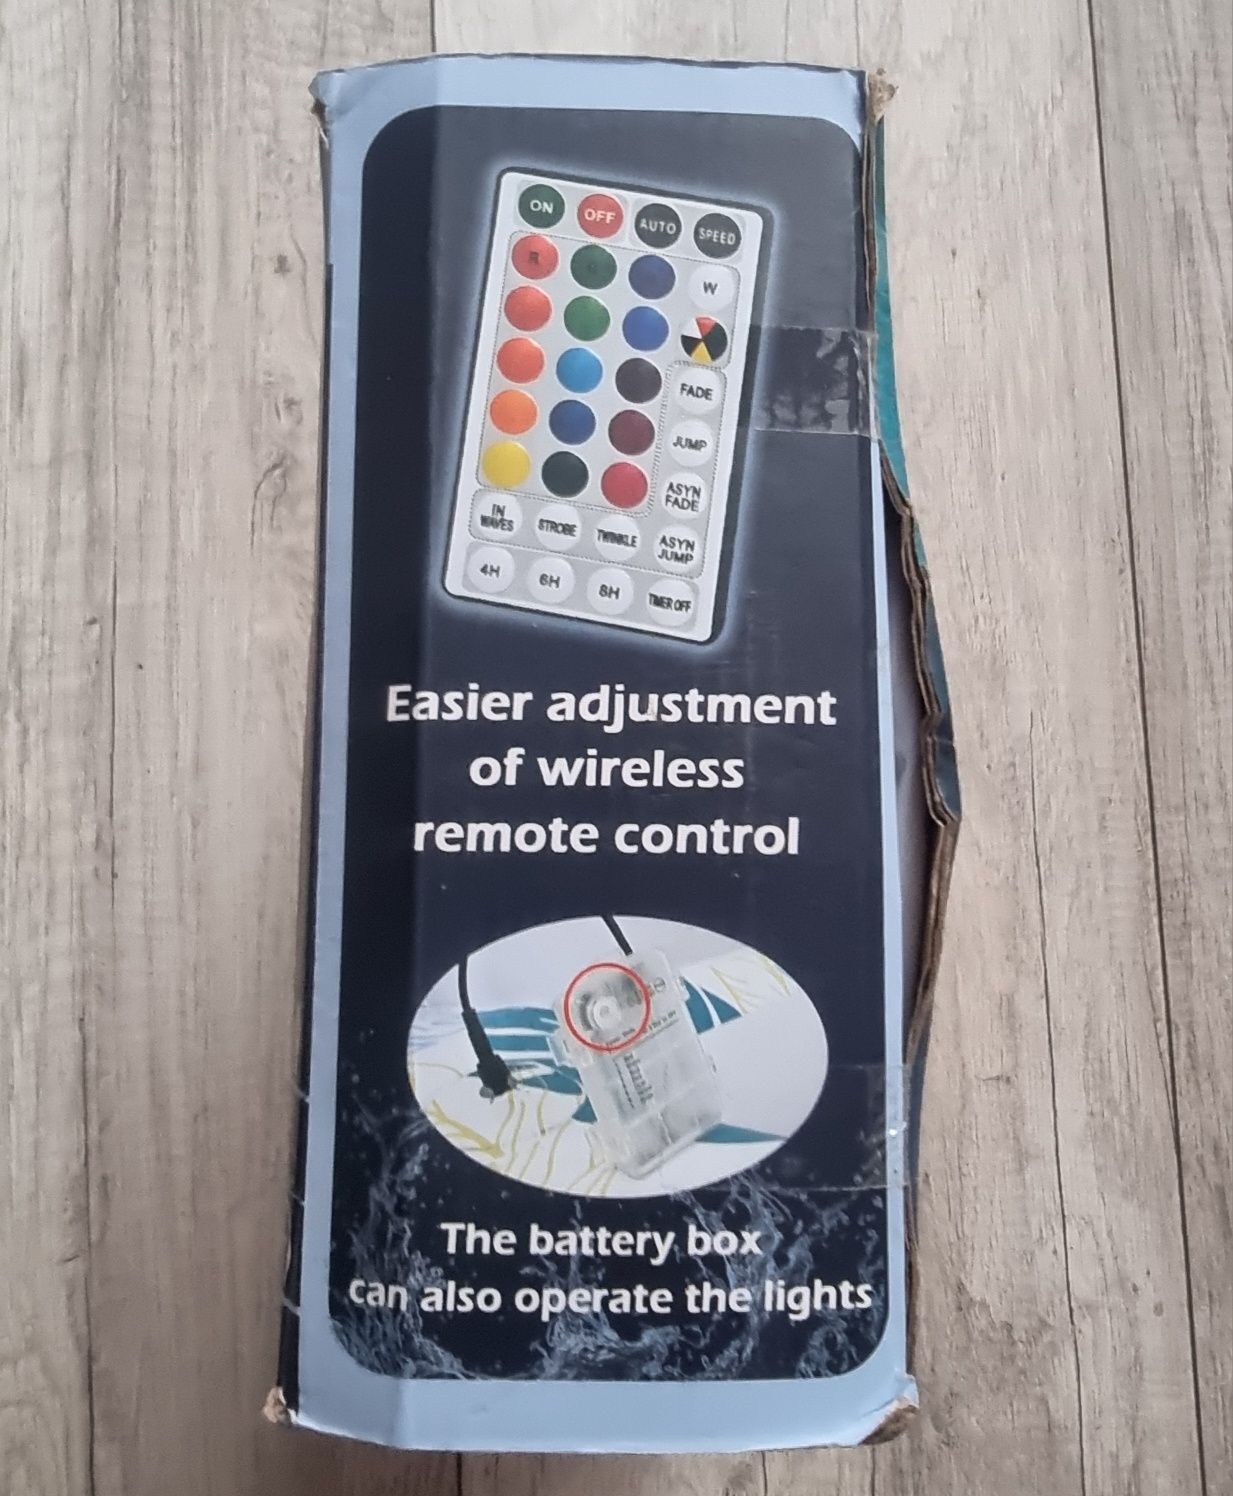 ON OFF AUTO SPEED
R
W
FADE
JUMP
ASYN
FADE
IN
WAVES
STROBE
TWINKLE
ASYN
JUMP
4H 6H 8H TIMER OFF
Easier adjustment
of wireless
remote control
The battery box
can also operate the lights